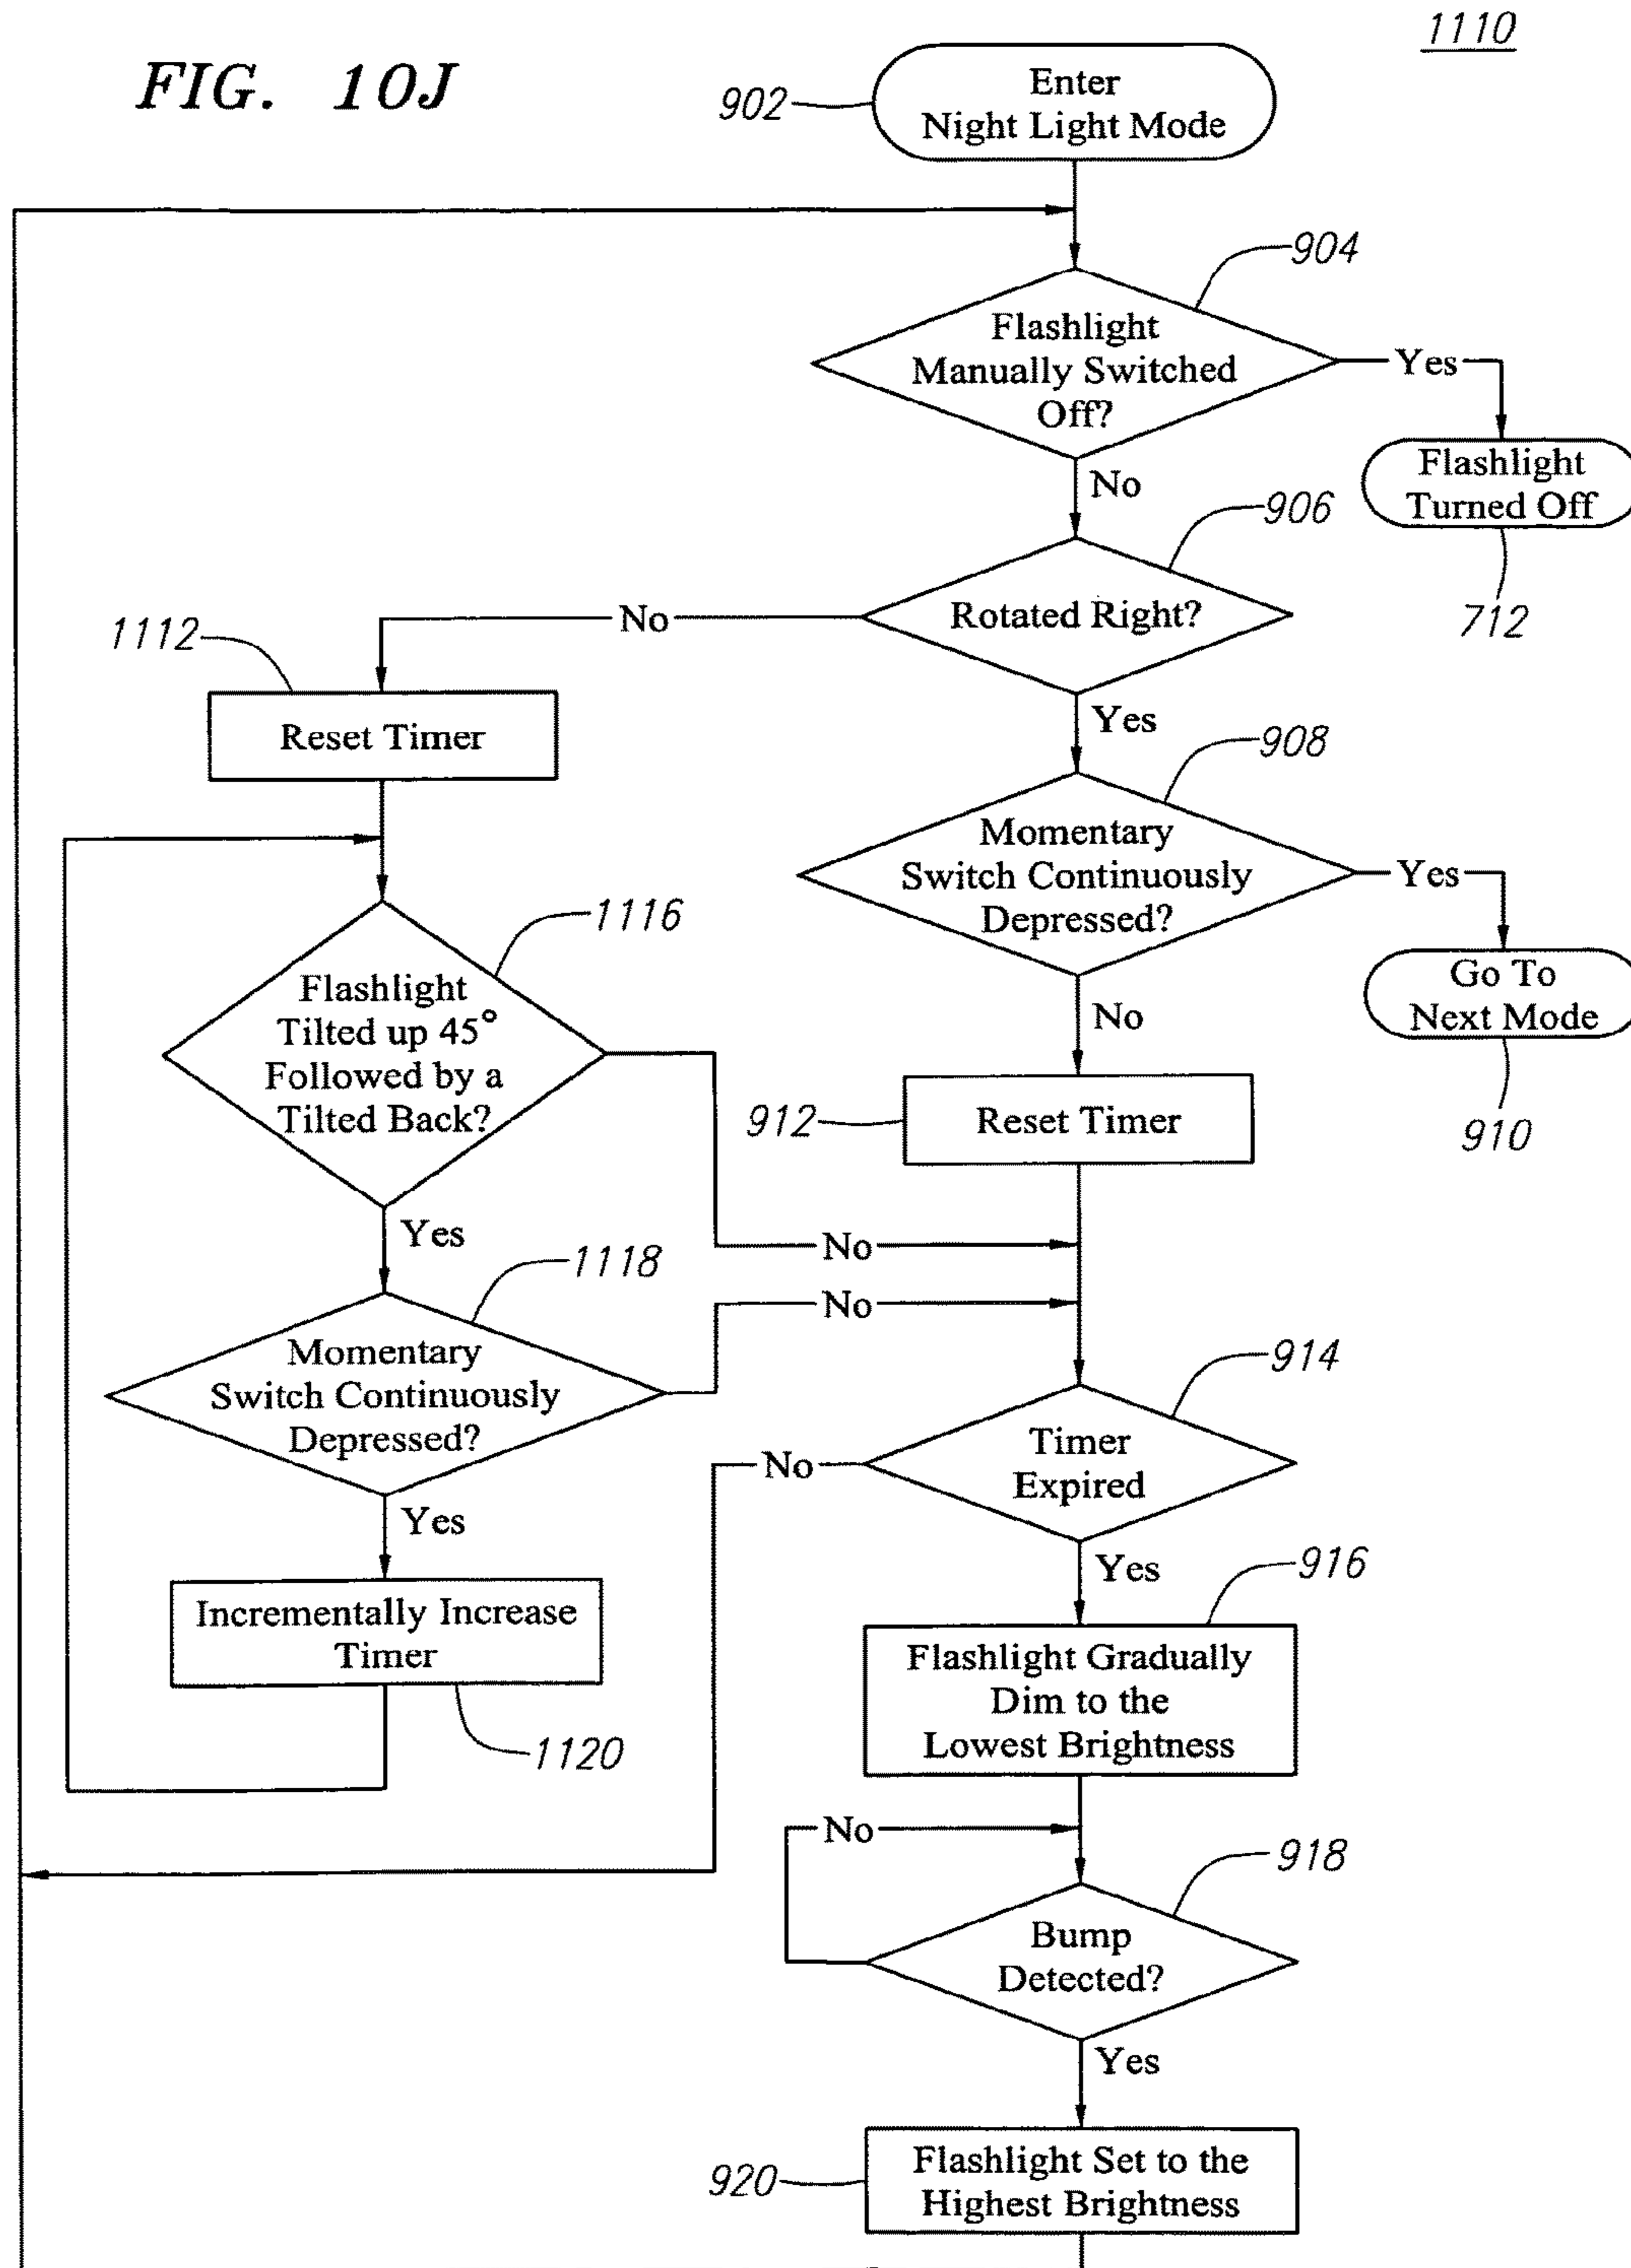 FIG. 10J
1110
902
Enter
Night Light Mode
904
Flashlight
Manually Switched
Off?
Yes
Flashlight
Turned Off
712
No
906
Rotated Right?
No
1112
Reset Timer
Yes
908
Momentary
Switch Continuously
Depressed?
Yes
Go To
Next Mode
910
1116
Flashlight
Tilted up 45°
Followed by a
Tilted Back?
No
912
Reset Timer
Yes
No
1118
No
Momentary
Switch Continuously
Depressed?
914
Timer
Expired
No
Yes
Yes
916
Incrementally Increase
Timer
1120
Flashlight Gradually
Dim to the
Lowest Brightness
No
918
Bump
Detected?
Yes
920
Flashlight Set to the
Highest Brightness